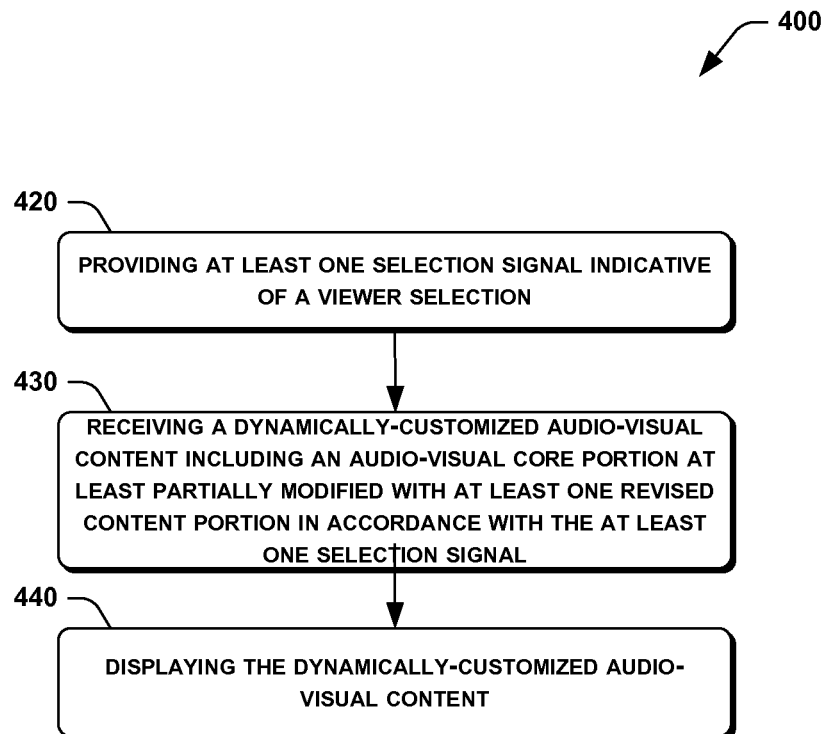 400
420
PROVIDING AT LEAST ONE SELECTION SIGNAL INDICATIVE
OF A VIEWER SELECTION
430
RECEIVING A DYNAMICALLY-CUSTOMIZED AUDIO-VISUAL
CONTENT INCLUDING AN AUDIO-VISUAL CORE PORTION AT
LEAST PARTIALLY MODIFIED WITH AT LEAST ONE REVISED
CONTENT PORTION IN ACCORDANCE WITH THE AT LEAST
ONE SELECTION SIGNAL
440
DISPLAYING THE DYNAMICALLY-CUSTOMIZED AUDIO-
VISUAL CONTENT